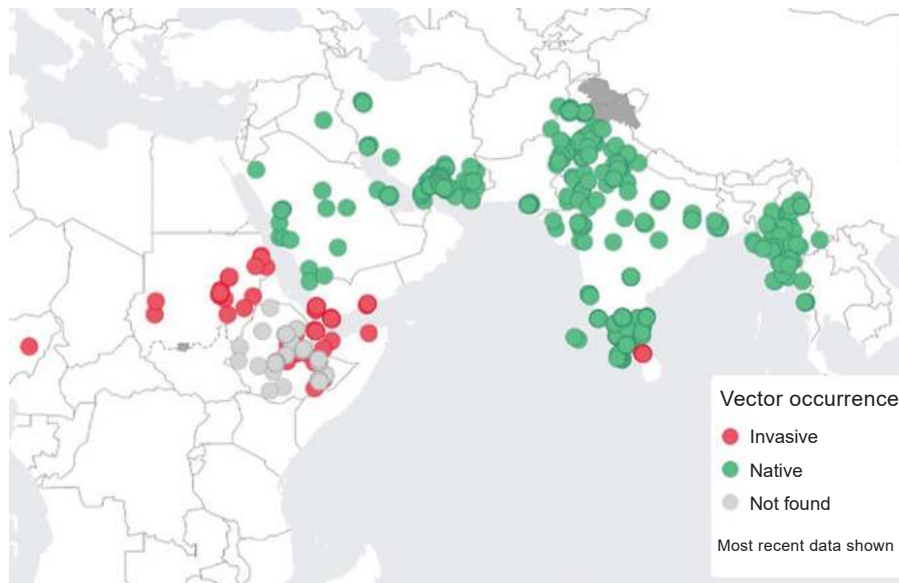 Vector occurrence
Invasive
Native
Not found
Most recent data shown